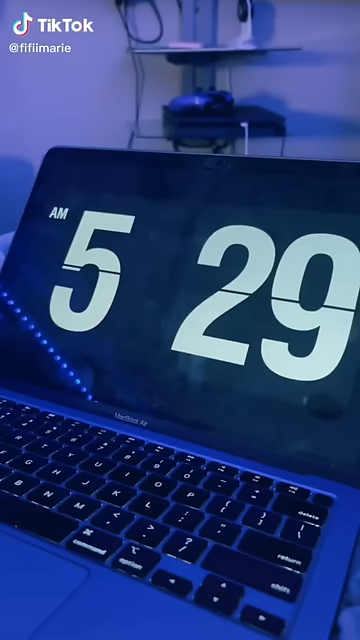 TikTok
@fifiimarie
AM
5 29
MacBook Air
delete
return
shift
command
option